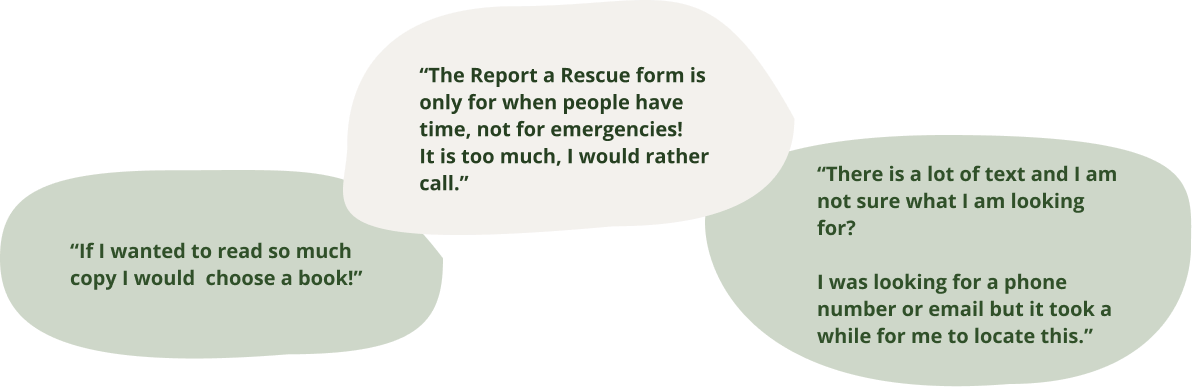 “If I wanted to read so much
copy I would  choose a book!”
“The Report a Rescue form is
only for when people have
time, not for emergencies!
It is too much, I would rather
call.”
“There is a lot of text and I am
not sure what I am looking
for?
I was looking for a phone
number or email but it took a
while for me to locate this.”